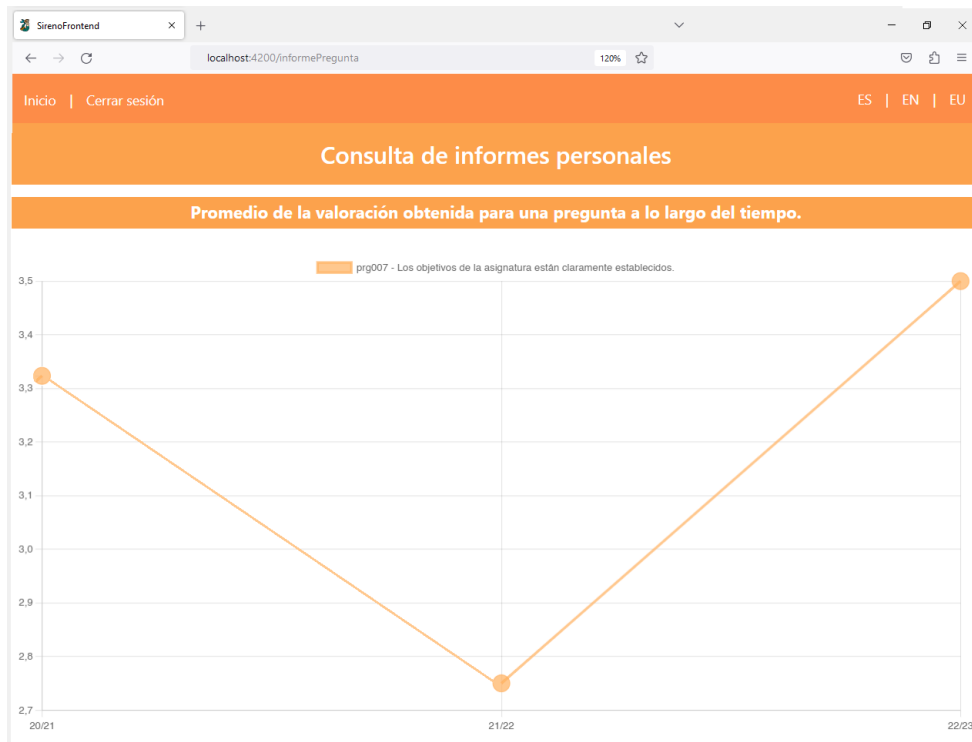 SirenoFrontend
localhost:4200/informePregunta 120%
Inicio | Cerrar sesión ES | EN | EU
Consulta de informes personales
Promedio de la valoración obtenida para una pregunta a lo largo del tiempo.
prg007 - Los objetivos de la asignatura están claramente establecidos.
3,5
3,4
3,3
3,2
3,1
3,0
2,9
2,8
2,7
20/21 21/22 22/23